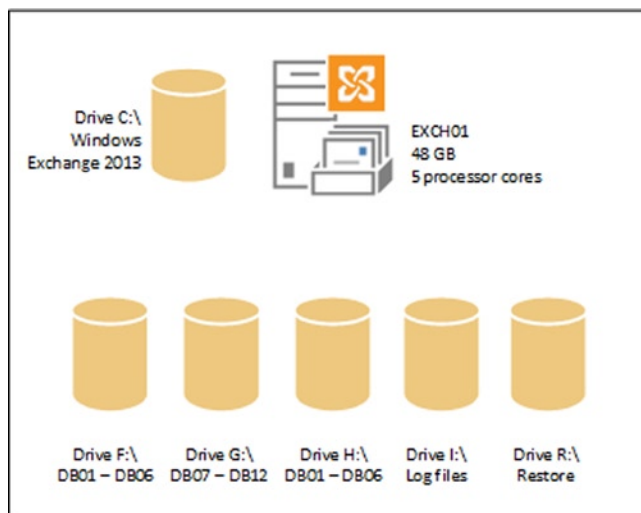 Drive C:\
Windows
Exchange 2013
EXCH01
48 GB
5 processor cores
Drive F:\
DB01 – DB06
Drive G:\
DB07 – DB12
Drive H:\
DB01 – DB06
Drive I:\
Log files
Drive R:\
Restore